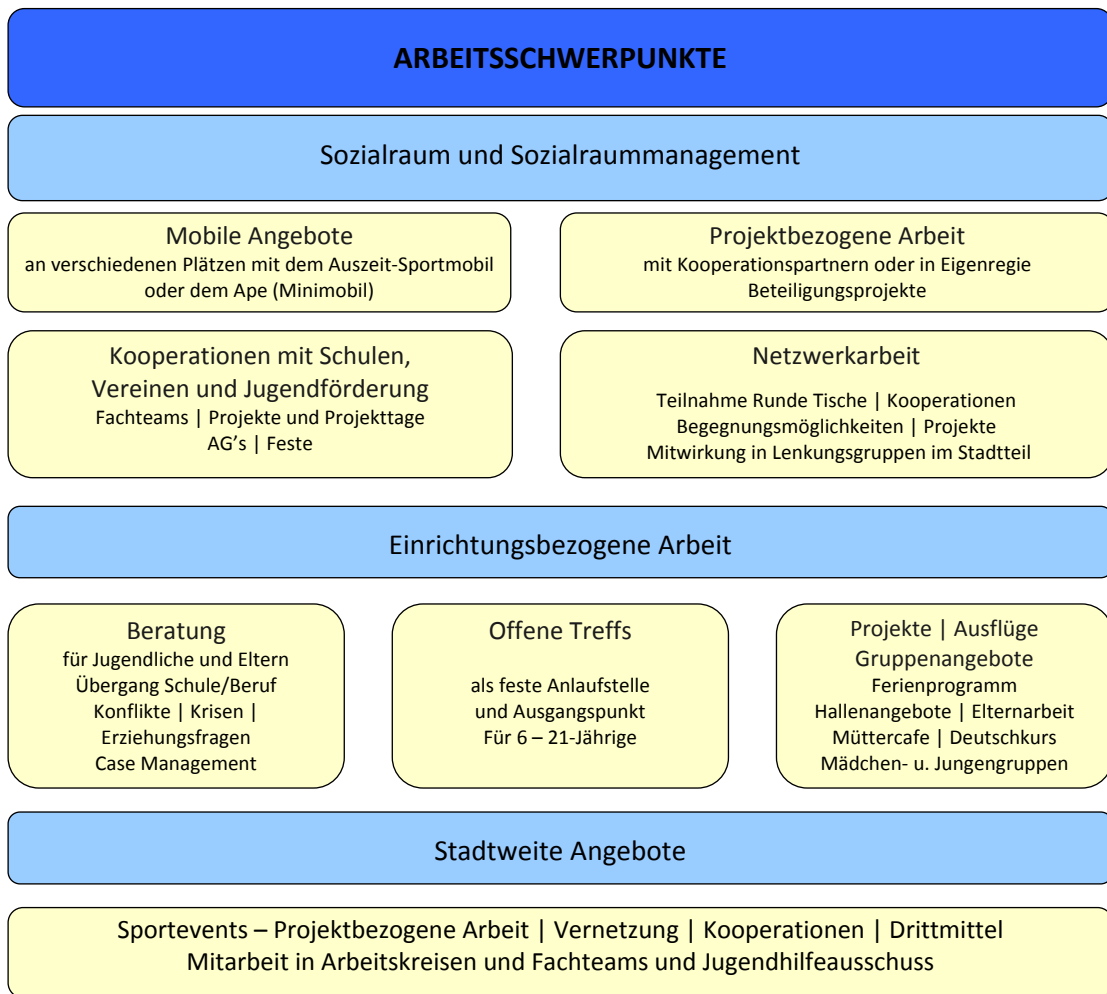 ARBEITSSCHWERPUNKTE
Sozialraum und Sozialraummanagement
Mobile Angebote
an verschiedenen Plätzen mit dem Auszeit-Sportmobil
oder dem Ape (Minimobil)
Projektbezogene Arbeit
mit Kooperationspartnern oder in Eigenregie
Beteiligungsprojekte
Kooperationen mit Schulen,
Vereinen und Jugendförderung
Fachteams | Projekte und Projekttage
AG's | Feste
Netzwerkarbeit
Teilnahme Runde Tische | Kooperationen
Begegnungsmöglichkeiten | Projekte
Mitwirkung in Lenkungsgruppen im Stadtteil
Einrichtungsbezogene Arbeit
Beratung
für Jugendliche und Eltern
Übergang Schule/Beruf
Konflikte | Krisen |
Erziehungsfragen
Case Management
Offene Treffs
als feste Anlaufstelle
und Ausgangspunkt
Für 6 – 21-Jährige
Projekte | Ausflüge
Gruppenangebote
Ferienprogramm
Hallenangebote | Elternarbeit
Müttercafe | Deutschkurs
Mädchen- u. Jungengruppen
Stadtweite Angebote
Sportevents – Projektbezogene Arbeit | Vernetzung | Kooperationen | Drittmittel
Mitarbeit in Arbeitskreisen und Fachteams und Jugendhilfeausschuss